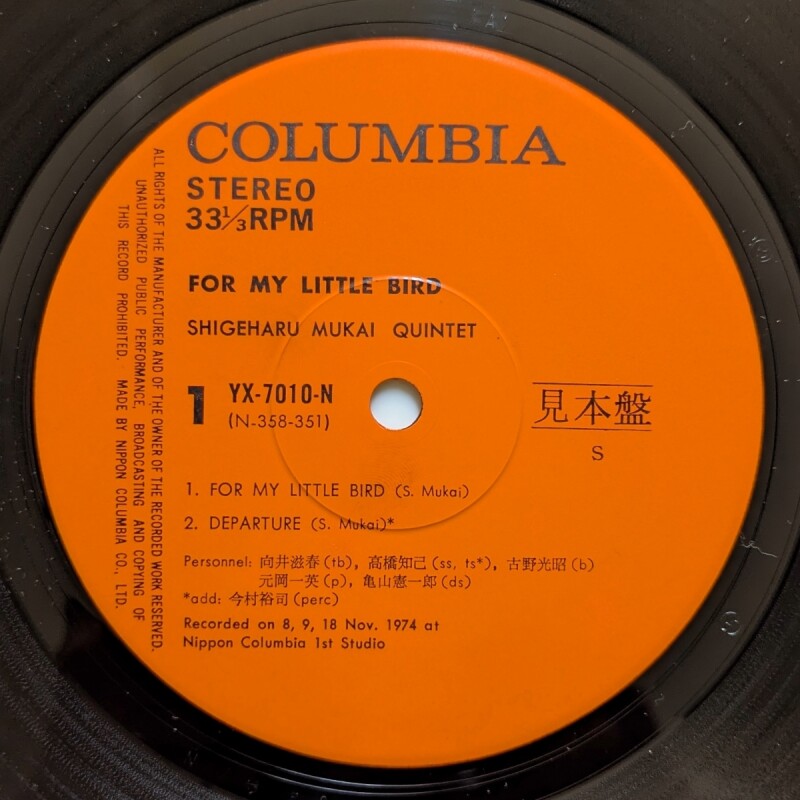 COLUMBIA
STEREO
33⅓RPM
FOR MY LITTLE BIRD
SHIGEHARU MUKAI QUINTET
1 YX-7010-N
(N-358-351)
見本盤
S
1. FOR MY LITTLE BIRD (S. Mukai)
2. DEPARTURE (S. Mukai)*
Personnel: 向井滋春(tb), 高橋知己(ss, ts*), 古野光昭(b)
元岡一英(p), 亀山憲一郎(ds)
*add: 今村裕司(perc)
Recorded on 8, 9, 18 Nov. 1974 at
Nippon Columbia 1st Studio
ALL RIGHTS OF THE MANUFACTURER AND OF THE OWNER OF THE RECORDED WORK RESERVED.
UNAUTHORIZED PUBLIC PERFORMANCE, BROADCASTING AND COPYING OF
THIS RECORD PROHIBITED. MADE BY NIPPON COLUMBIA CO., LTD.